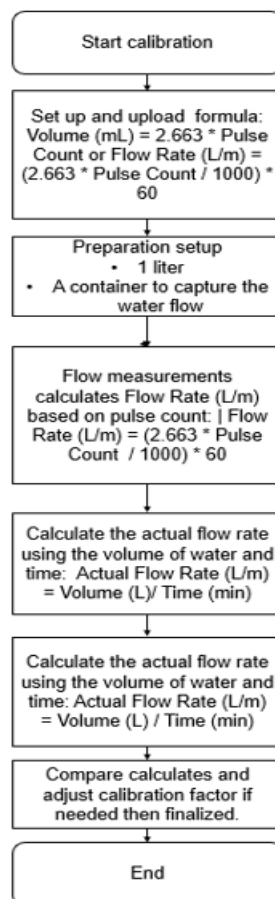 Start calibration
Set up and upload formula:
Volume (mL) = 2.663 * Pulse
Count or Flow Rate (L/m) =
(2.663 * Pulse Count / 1000) *
60
Preparation setup
• 1 liter
• A container to capture the
water flow
Flow measurements
calculates Flow Rate (L/m)
based on pulse count: | Flow
Rate (L/m) = (2.663 * Pulse
Count / 1000) * 60
Calculate the actual flow rate
using the volume of water and
time: Actual Flow Rate (L/m)
= Volume (L)/ Time (min)
Calculate the actual flow rate
using the volume of water and
time: Actual Flow Rate (L/m)
= Volume (L) / Time (min)
Compare calculates and
adjust calibration factor if
needed then finalized.
End